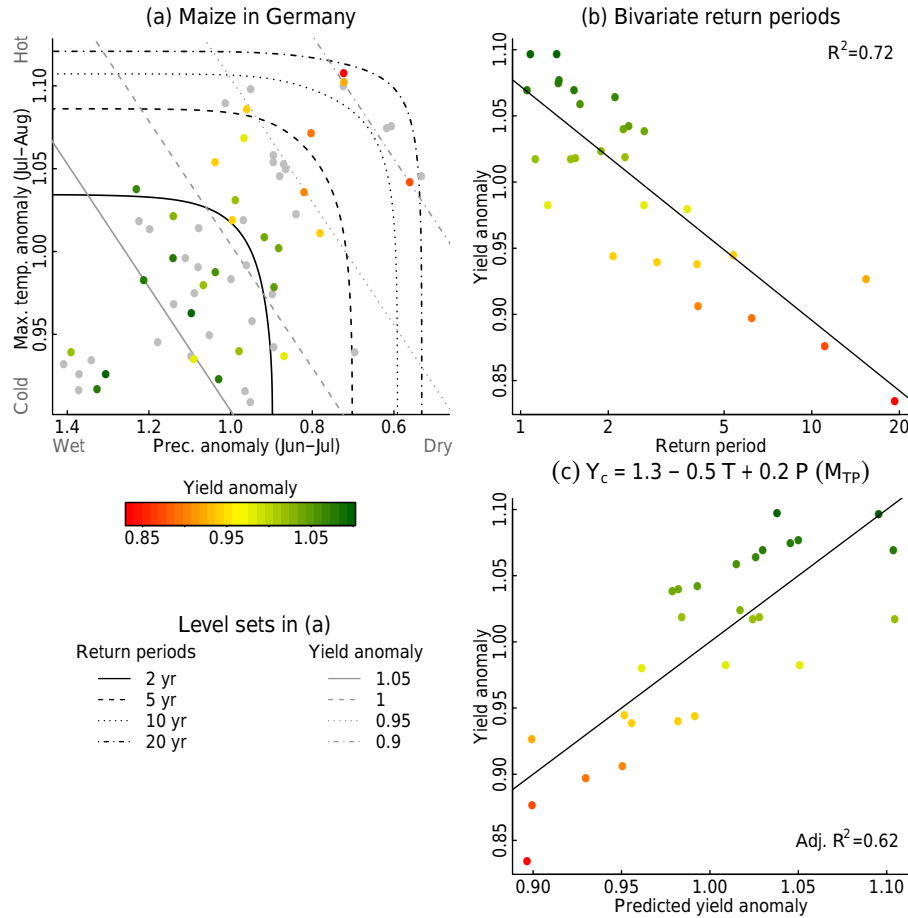 (a) Maize in Germany
Max. temp. anomaly (Jul−Aug)
Cold
Hot
0.95
1.00
1.05
1.10
1.4
1.2
1.0
0.8
0.6
Wet
Prec. anomaly (Jun−Jul)
Dry
Yield anomaly
0.85
0.95
1.05
Level sets in (a)
Return periods
2 yr
5 yr
10 yr
20 yr
Yield anomaly
1.05
1
0.95
0.9
(b) Bivariate return periods
R²=0.72
Yield anomaly
0.85
0.90
0.95
1.00
1.05
1.10
1
2
5
10
20
Return period
(c) Y_c = 1.3 − 0.5 T + 0.2 P (M_TP)
Yield anomaly
0.85
0.90
0.95
1.00
1.05
1.10
Adj. R²=0.62
0.90
0.95
1.00
1.05
1.10
Predicted yield anomaly